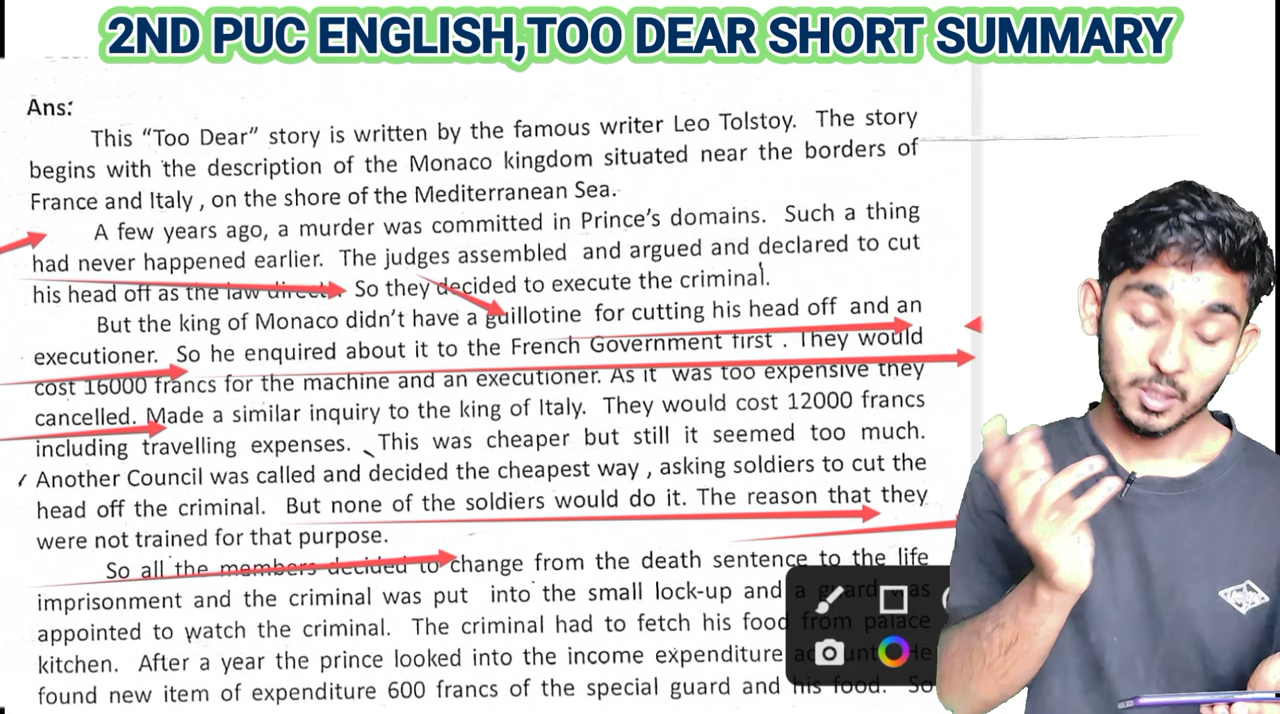 2ND PUC ENGLISH,TOO DEAR SHORT SUMMARY
Ans:
This “Too Dear” story is written by the famous writer Leo Tolstoy. The story
begins with the description of the Monaco kingdom situated near the borders of
France and Italy , on the shore of the Mediterranean Sea.
A few years ago, a murder was committed in Prince’s domains. Such a thing
had never happened earlier. The judges assembled and argued and declared to cut
his head off as the law direct. So they decided to execute the criminal.
But the king of Monaco didn’t have a guillotine for cutting his head off and an
executioner. So he enquired about it to the French Government first . They would
cost 16000 francs for the machine and an executioner. As it was too expensive they
cancelled. Made a similar inquiry to the king of Italy. They would cost 12000 francs
including travelling expenses. This was cheaper but still it seemed too much.
Another Council was called and decided the cheapest way , asking soldiers to cut the
head off the criminal. But none of the soldiers would do it. The reason that they
were not trained for that purpose.
So all the members decided to change from the death sentence to the life
imprisonment and the criminal was put into the small lock-up and a guard was
appointed to watch the criminal. The criminal had to fetch his food from palace
kitchen. After a year the prince looked into the income expenditure account. He
found new item of expenditure 600 francs of the special guard and his food. So